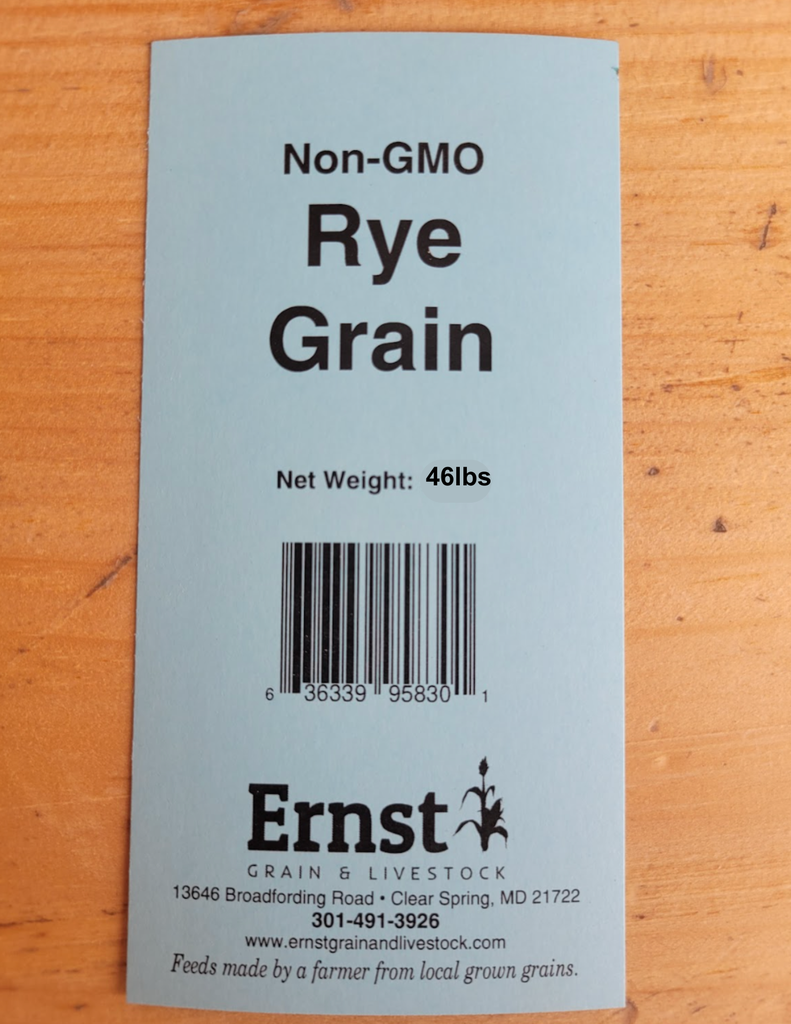 Non-GMO
Rye
Grain
Net Weight: 46lbs
6 36339 95830 1
Ernst
GRAIN & LIVESTOCK
13646 Broadfording Road • Clear Spring, MD 21722
301-491-3926
www.ernstgrainandlivestock.com
Feeds made by a farmer from local grown grains.